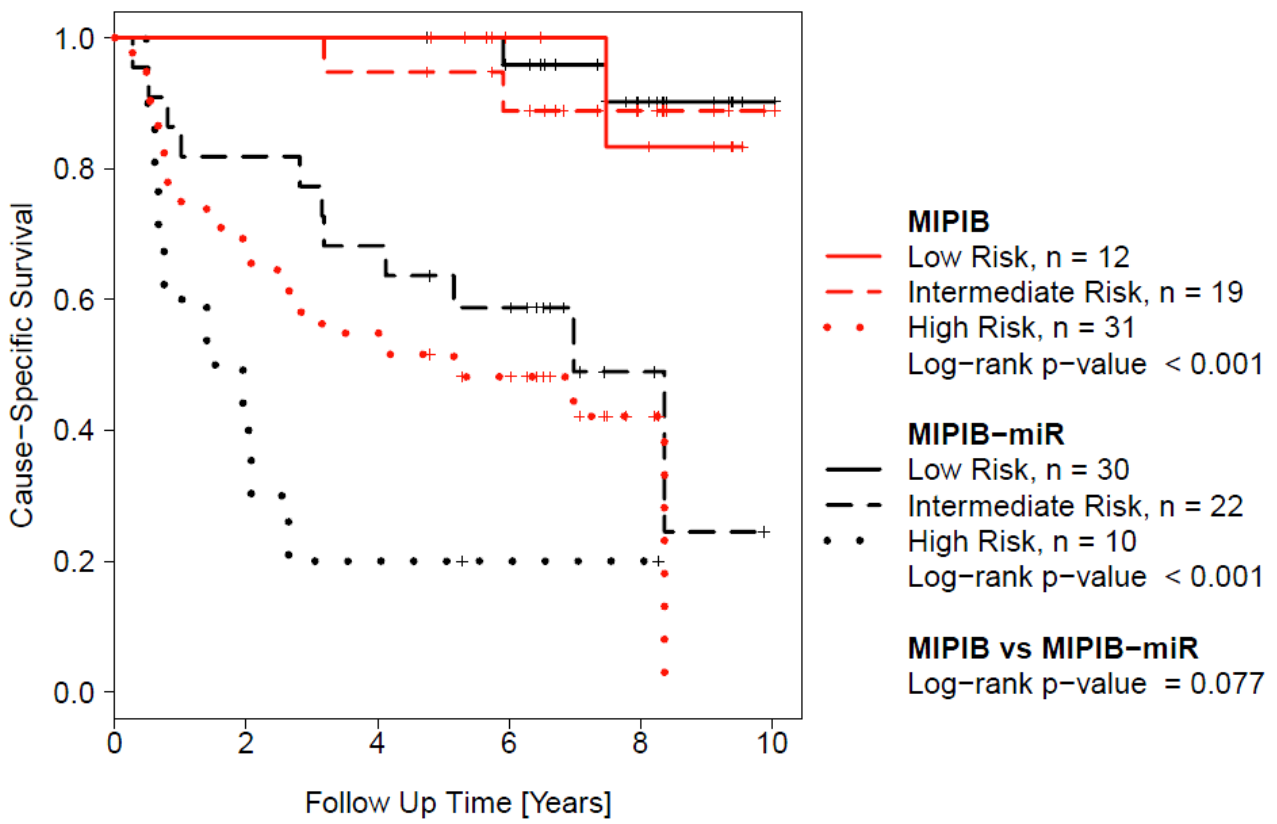 Cause−Specific Survival
1.0
0.8
0.6
0.4
0.2
0.0
0 2 4 6 8 10
Follow Up Time [Years]
MIPIB
Low Risk, n = 12
Intermediate Risk, n = 19
High Risk, n = 31
Log−rank p−value < 0.001
MIPIB−miR
Low Risk, n = 30
Intermediate Risk, n = 22
High Risk, n = 10
Log−rank p−value < 0.001
MIPIB vs MIPIB−miR
Log−rank p−value = 0.077